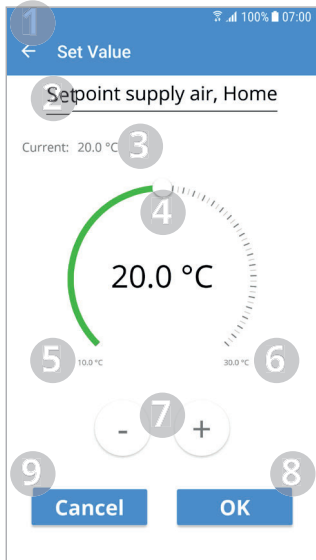 1
100% 07:00
← Set Value
2
Setpoint supply air, Home
Current: 20.0 °C
3
4
20.0 °C
5
10.0 °C
30.0 °C
6
-
7
+
9
8
Cancel
OK